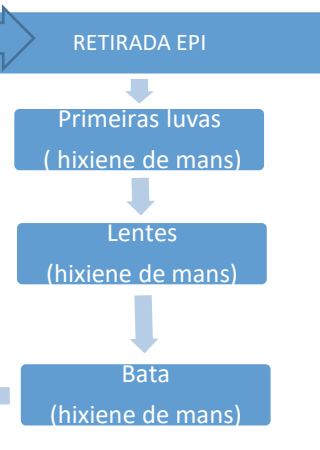 RETIRADA EPI
Primeiras luvas
( hixiene de mans)
Lentes
(hixiene de mans)
Bata
(hixiene de mans)